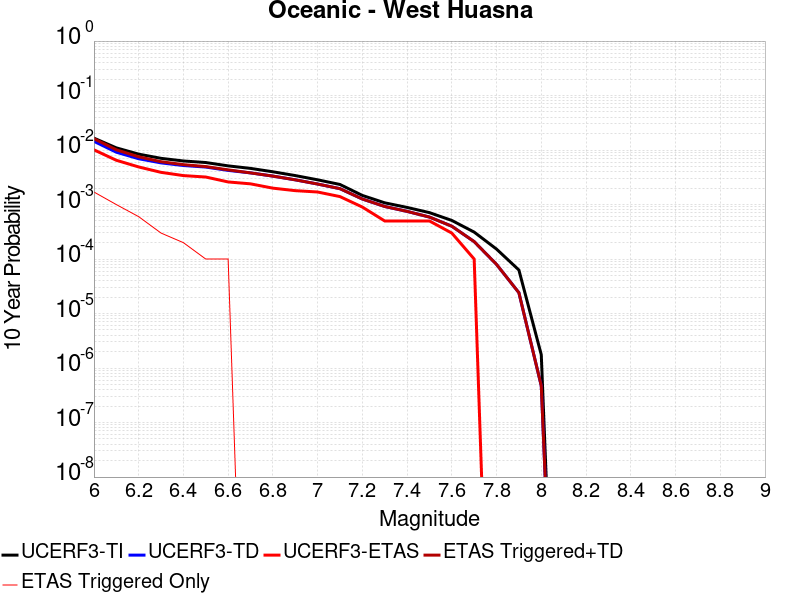 Oceanic - West Huasna
10^0
10^-1
10^-2
10^-3
10^-4
10^-5
10^-6
10^-7
10^-8
10 Year Probability
6 6.2 6.4 6.6 6.8 7 7.2 7.4 7.6 7.8 8 8.2 8.4 8.6 8.8 9
Magnitude
UCERF3-TI UCERF3-TD UCERF3-ETAS ETAS Triggered+TD
ETAS Triggered Only